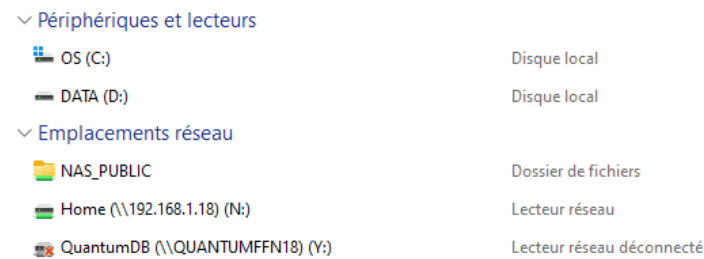 Périphériques et lecteurs
OS (C:) Disque local
DATA (D:) Disque local
Emplacements réseau
NAS_PUBLIC Dossier de fichiers
Home (\\192.168.1.18) (N:) Lecteur réseau
QuantumDB (\\QUANTUMFFN18) (Y:) Lecteur réseau déconnecté